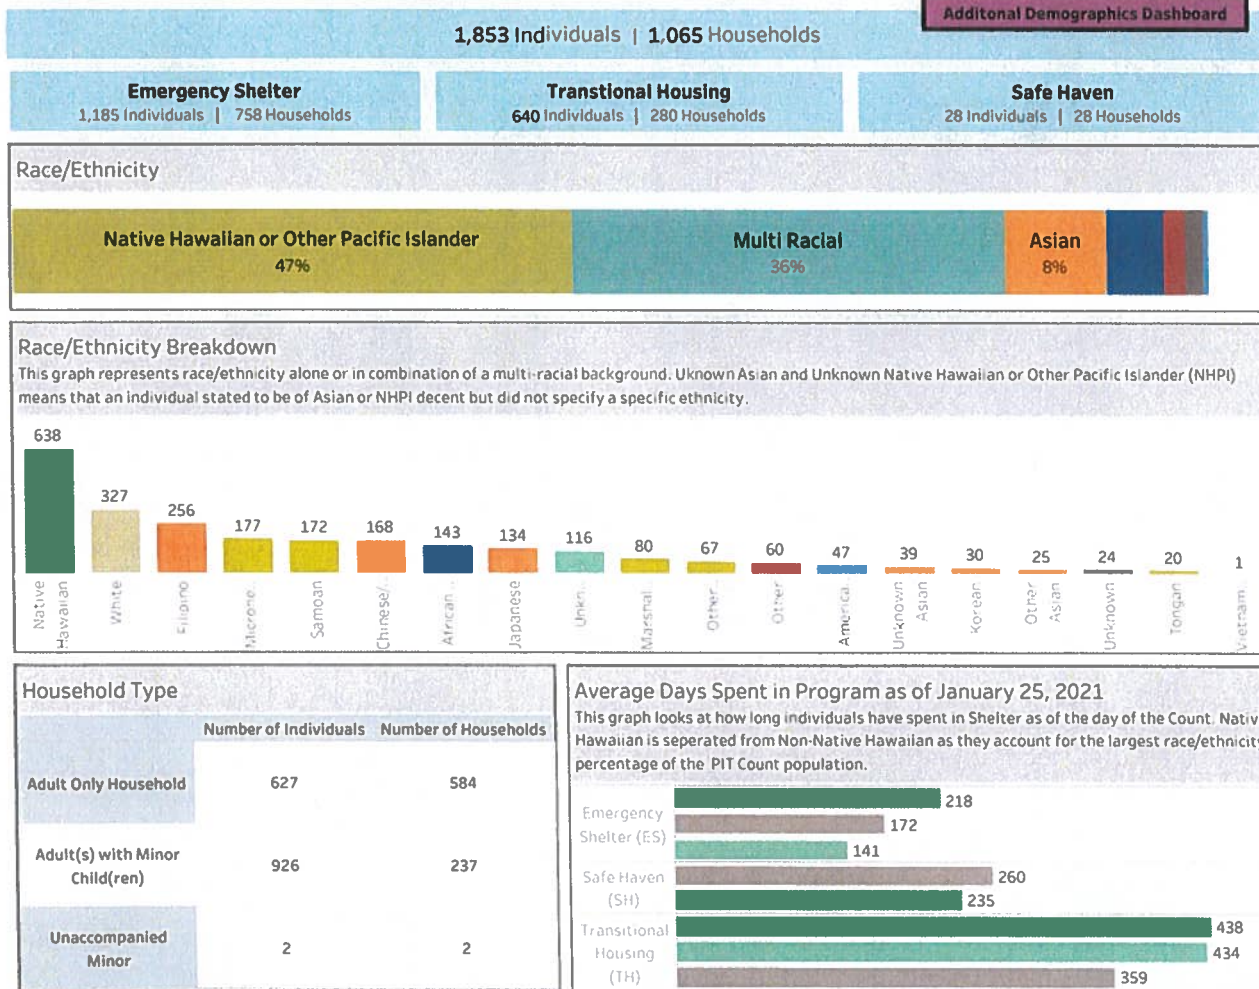 Additonal Demographics Dashboard
1,853 Individuals | 1,065 Households
Emergency Shelter
1,185 Individuals | 758 Households
Transtional Housing
640 Individuals | 280 Households
Safe Haven
28 Individuals | 28 Households
Race/Ethnicity
Native Hawaiian or Other Pacific Islander
47%
Multi Racial
36%
Asian
8%
Race/Ethnicity Breakdown
This graph represents race/ethnicity alone or in combination of a multi-racial background. Uknown Asian and Unknown Native Hawaiian or Other Pacific Islander (NHPI)
means that an individual stated to be of Asian or NHPI decent but did not specify a specific ethnicity.
638
327
256
177
172
168
143
134
116
80
67
60
47
39
30
25
24
20
1
Native
Hawaiian
White
Filipino
Microne..
Samoan
Chinese/..
African ..
Japanese
Unkn..
Marshal..
Other..
Other
America..
Unknown
Asian
Korean
Other
Asian
Unknown
Tongan
Vietnam..
Household Type
Number of Individuals Number of Households
Adult Only Household 627 584
Adult(s) with Minor
Child(ren) 926 237
Unaccompanied
Minor 2 2
Average Days Spent in Program as of January 25, 2021
This graph looks at how long individuals have spent in Shelter as of the day of the Count. Nativ
Hawaiian is seperated from Non-Native Hawaiian as they account for the largest race/ethnicity
percentage of the PIT Count population.
Emergency
Shelter (ES)
218
172
141
Safe Haven
(SH)
260
235
Transitional
Housing
(TH)
438
434
359